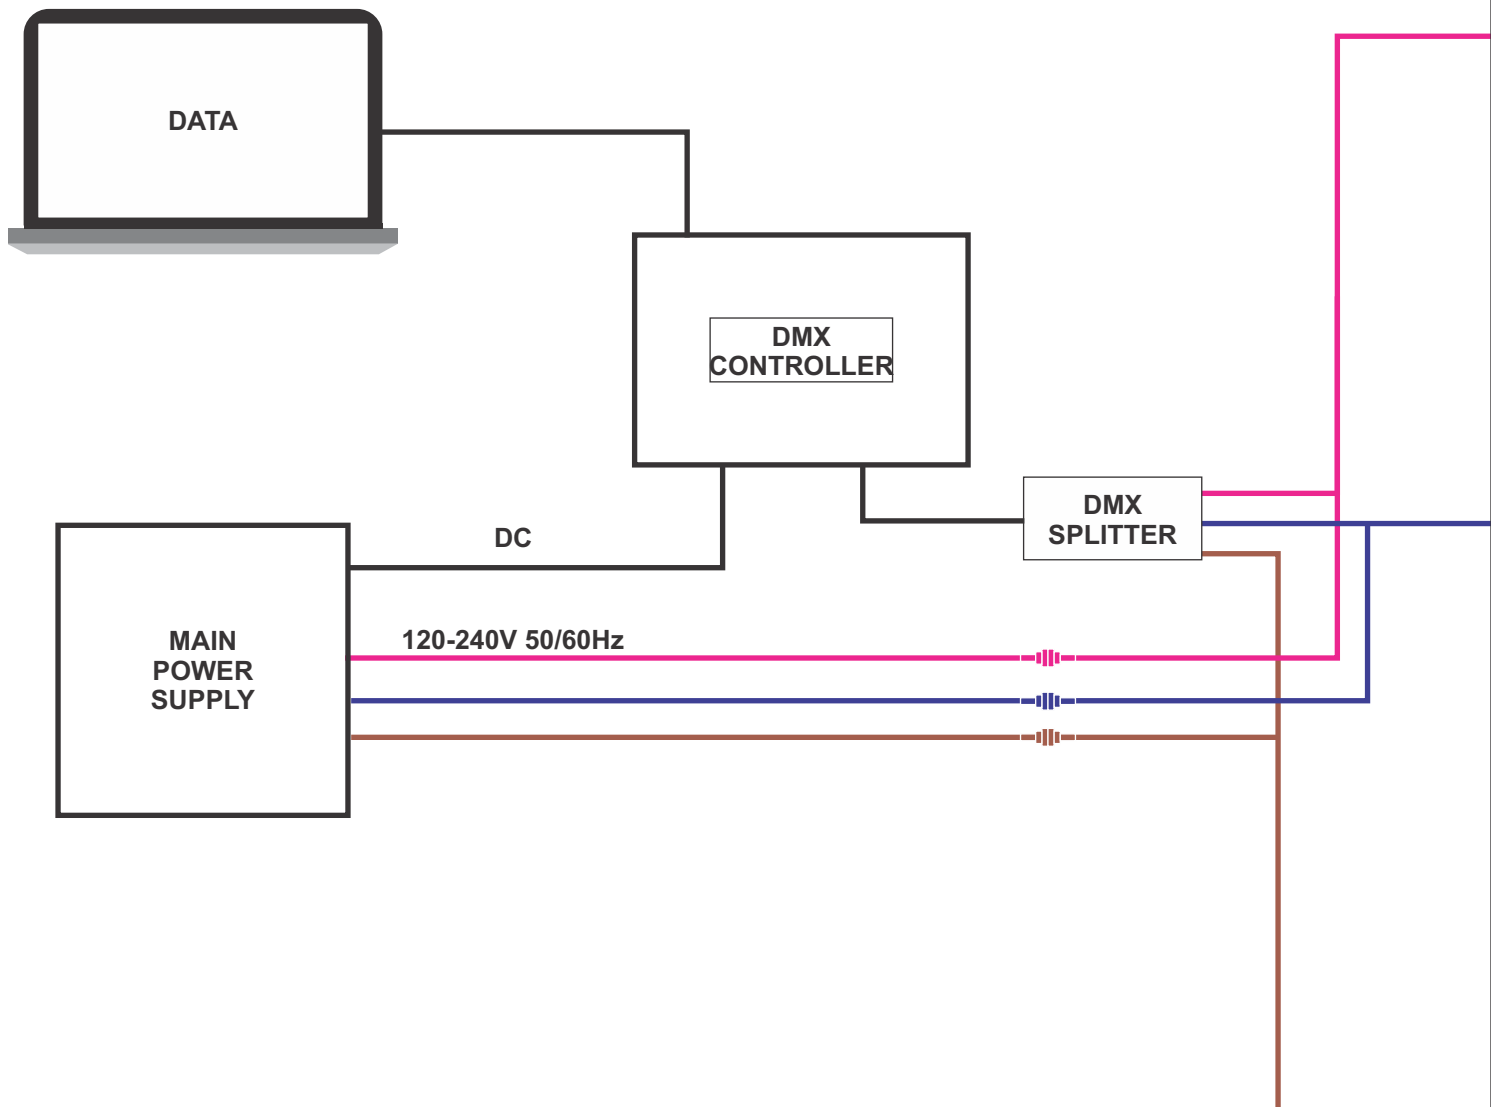 DATA
DMX
CONTROLLER
DMX
SPLITTER
DC
120-240V 50/60Hz
MAIN
POWER
SUPPLY